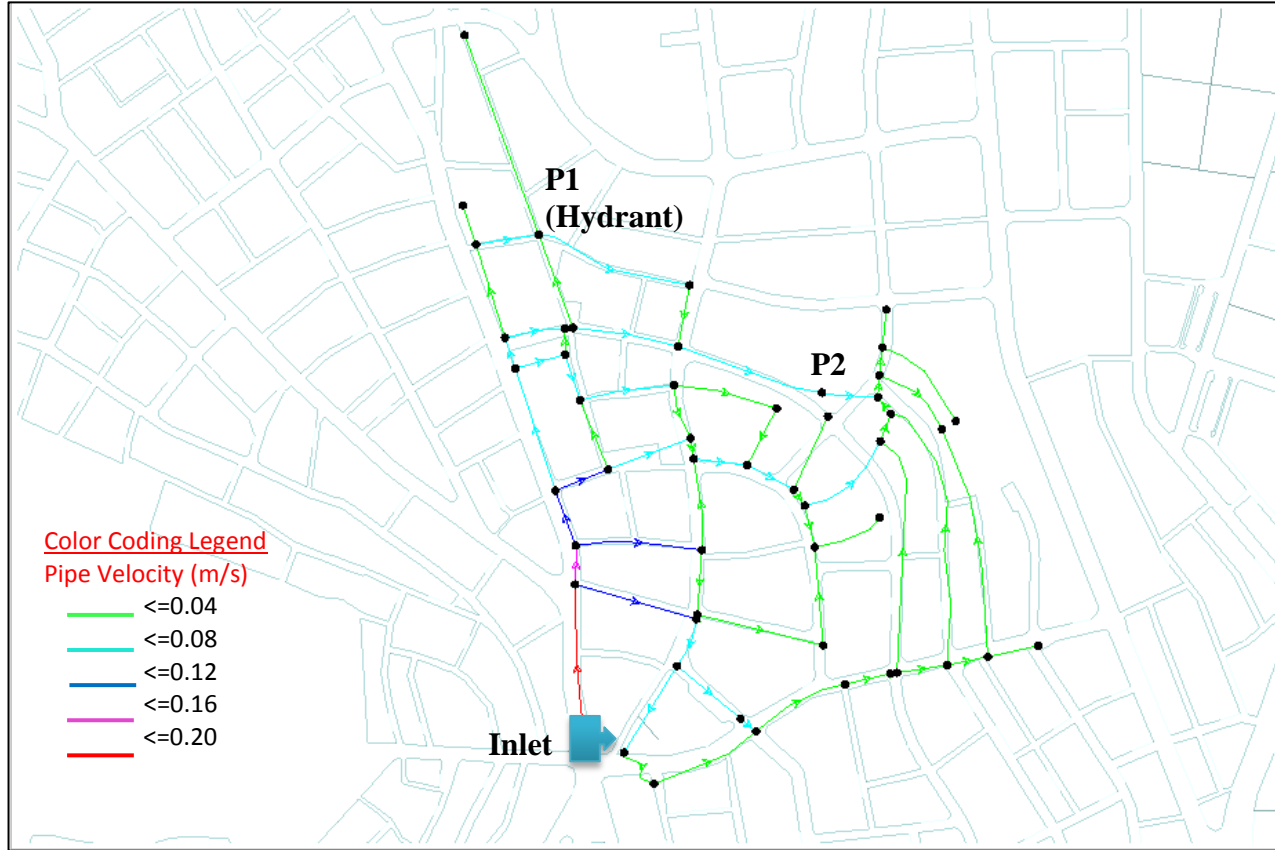 P1
(Hydrant)
P2
Color Coding Legend
Pipe Velocity (m/s)
<=0.04
<=0.08
<=0.12
<=0.16
<=0.20
Inlet